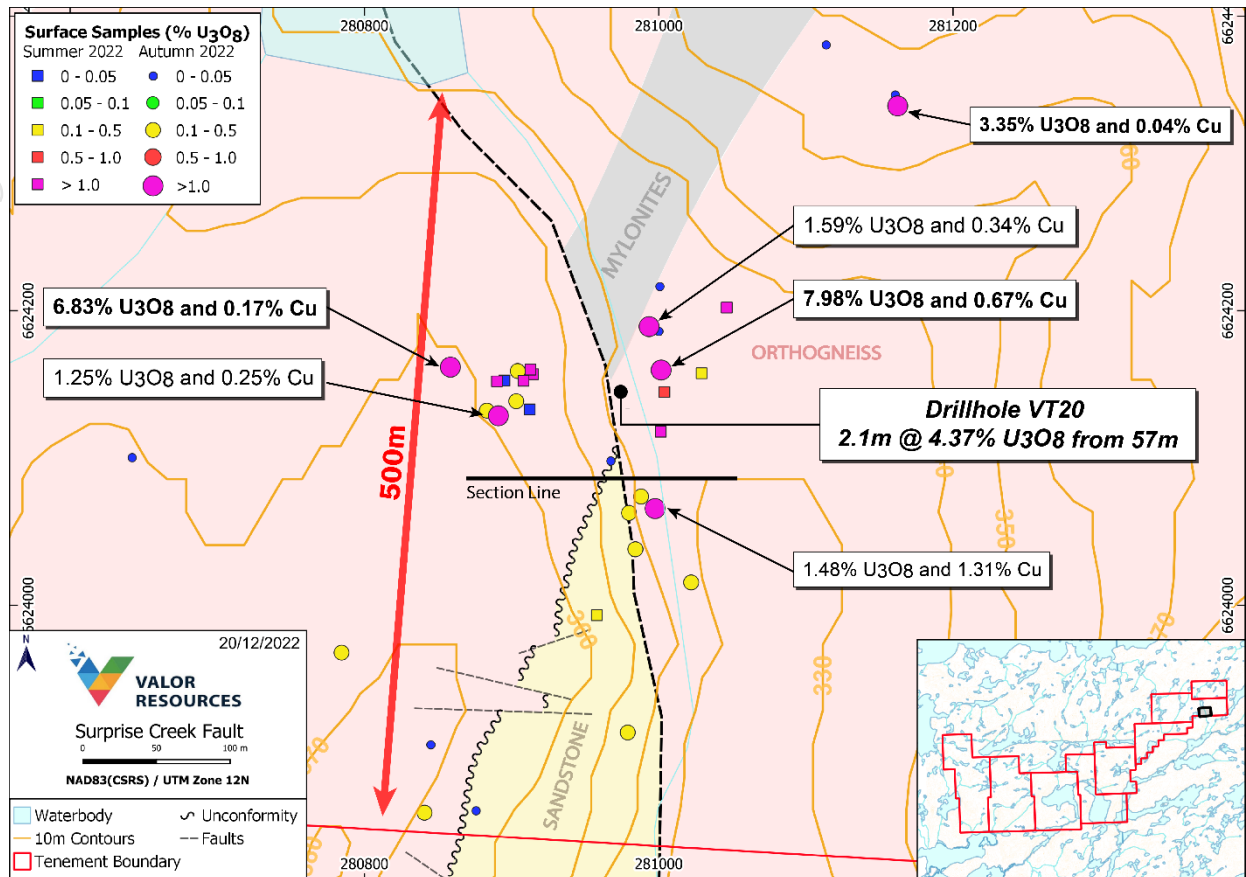 280800
281000
281200
6624400
Surface Samples (% U3O8)
Summer 2022 Autumn 2022
0 - 0.05 0 - 0.05
0.05 - 0.1 0.05 - 0.1
0.1 - 0.5 0.1 - 0.5
0.5 - 1.0 0.5 - 1.0
> 1.0 >1.0
3.35% U3O8 and 0.04% Cu
360
MYLONITES
1.59% U3O8 and 0.34% Cu
6624200
6624200
6.83% U3O8 and 0.17% Cu
7.98% U3O8 and 0.67% Cu
ORTHOGNEISS
1.25% U3O8 and 0.25% Cu
Drillhole VT20
2.1m @ 4.37% U3O8 from 57m
500m
Section Line
350
1.48% U3O8 and 1.31% Cu
6624000
6624000
300
330
370
SANDSTONE
N
20/12/2022
VALOR
RESOURCES
Surprise Creek Fault
0 50 100 m
NAD83(CSRS) / UTM Zone 12N
Waterbody Unconformity
10m Contours Faults
Tenement Boundary
280800
281000